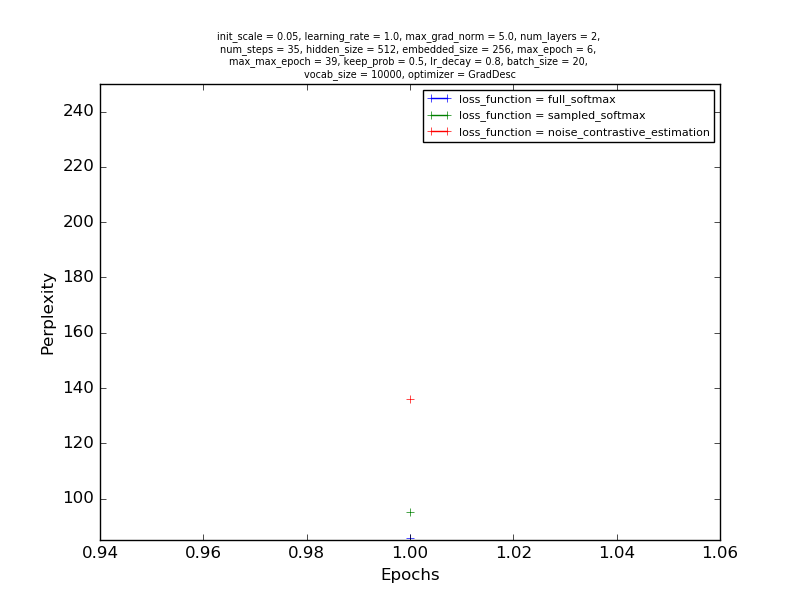 init_scale = 0.05, learning_rate = 1.0, max_grad_norm = 5.0, num_layers = 2,
num_steps = 35, hidden_size = 512, embedded_size = 256, max_epoch = 6,
max_max_epoch = 39, keep_prob = 0.5, lr_decay = 0.8, batch_size = 20,
vocab_size = 10000, optimizer = GradDesc
loss_function = full_softmax
loss_function = sampled_softmax
loss_function = noise_contrastive_estimation
240
220
200
180
160
140
120
100
Perplexity
0.94 0.96 0.98 1.00 1.02 1.04 1.06
Epochs